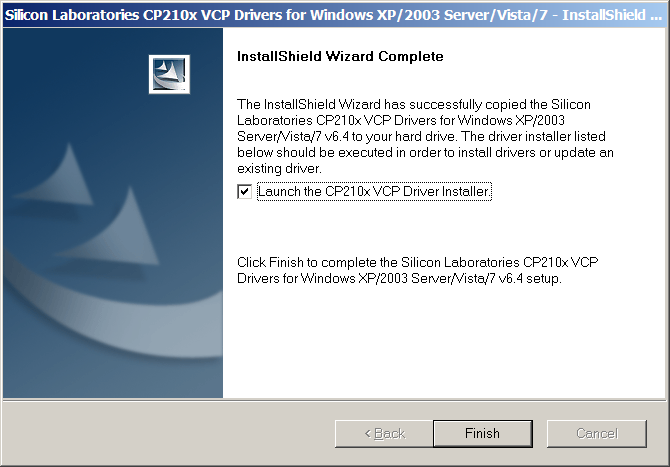 Silicon Laboratories CP210x VCP Drivers for Windows XP/2003 Server/Vista/7 - InstallShield ...
InstallShield Wizard Complete
The InstallShield Wizard has successfully copied the Silicon
Laboratories CP210x VCP Drivers for Windows XP/2003
Server/Vista/7 v6.4 to your hard drive. The driver installer listed
below should be executed in order to install drivers or update an
existing driver.
Launch the CP210x VCP Driver Installer.
Click Finish to complete the Silicon Laboratories CP210x VCP
Drivers for Windows XP/2003 Server/Vista/7 v6.4 setup.
< Back
Finish
Cancel